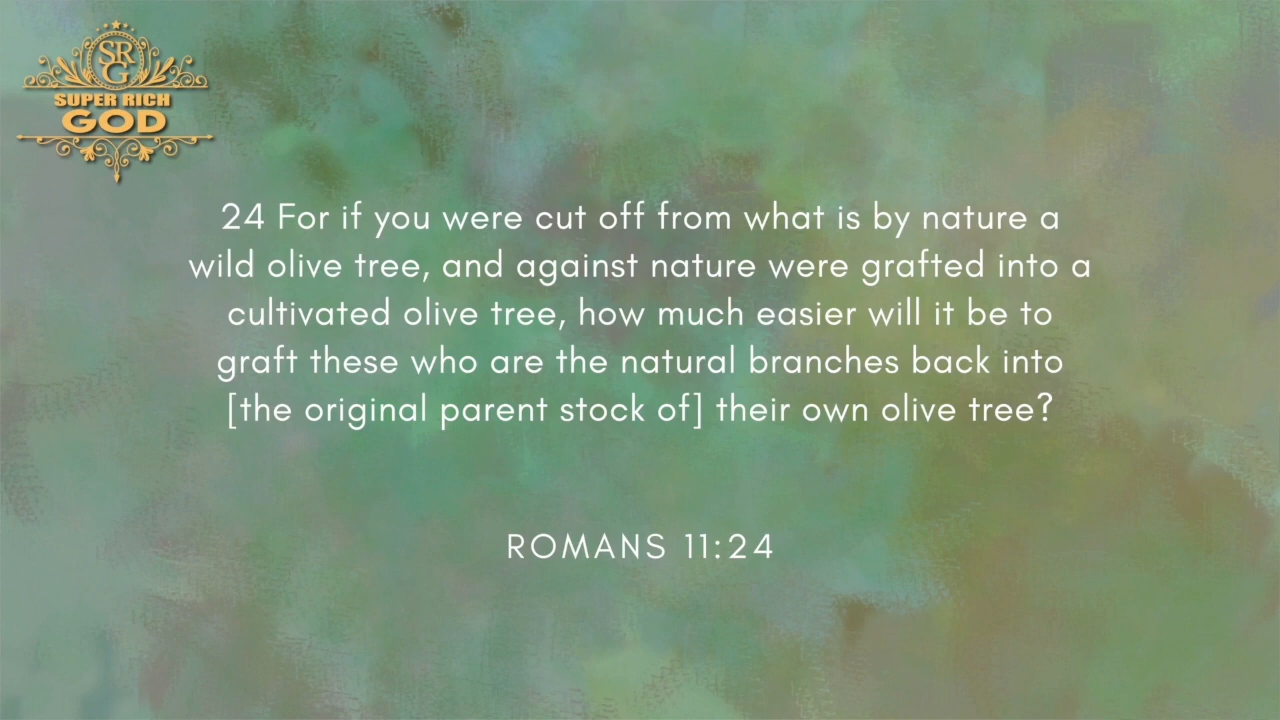 SR
G
SUPER RICH
GOD
24 For if you were cut off from what is by nature a
wild olive tree, and against nature were grafted into a
cultivated olive tree, how much easier will it be to
graft these who are the natural branches back into
[the original parent stock of] their own olive tree?
ROMANS 11:24